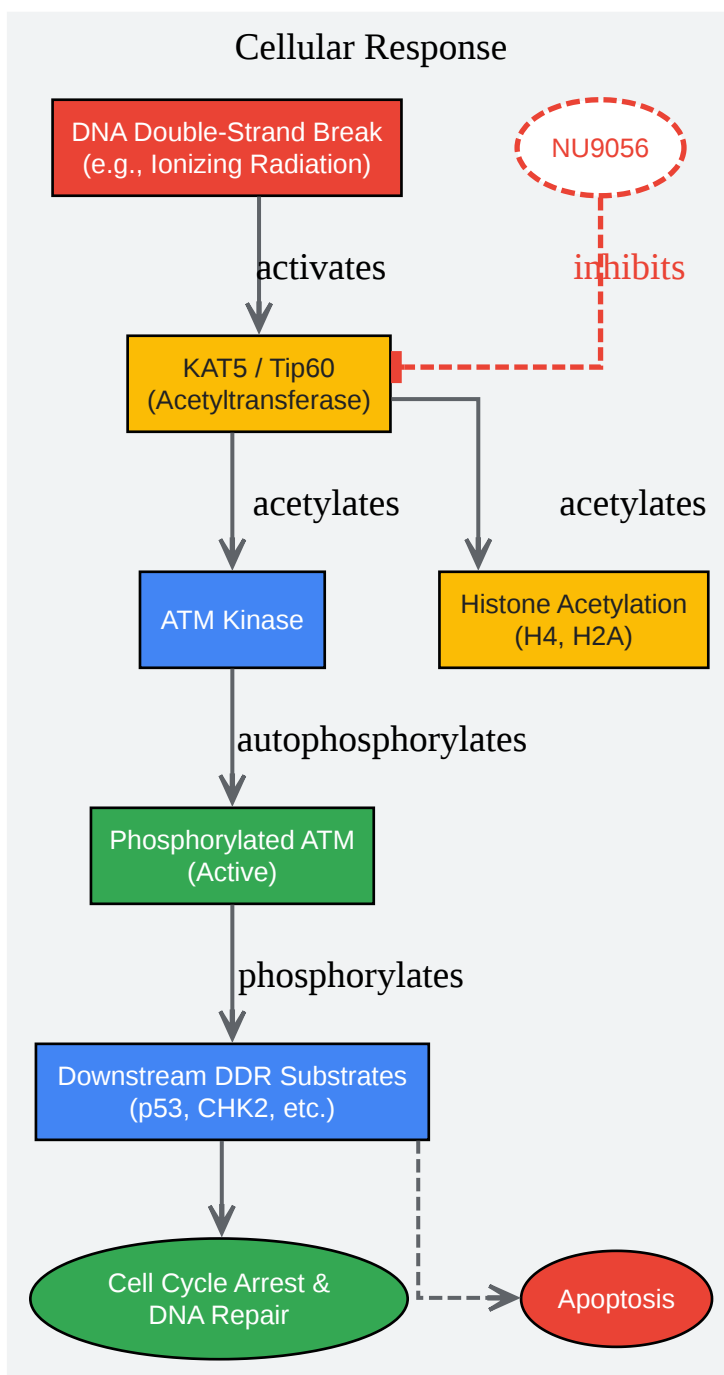 Cellular Response
DNA Double-Strand Break
(e.g., Ionizing Radiation)
NU9056
activates
inhibits
KAT5 / Tip60
(Acetyltransferase)
acetylates
acetylates
ATM Kinase
Histone Acetylation
(H4, H2A)
autophosphorylates
Phosphorylated ATM
(Active)
phosphorylates
Downstream DDR Substrates
(p53, CHK2, etc.)
Cell Cycle Arrest &
DNA Repair
Apoptosis